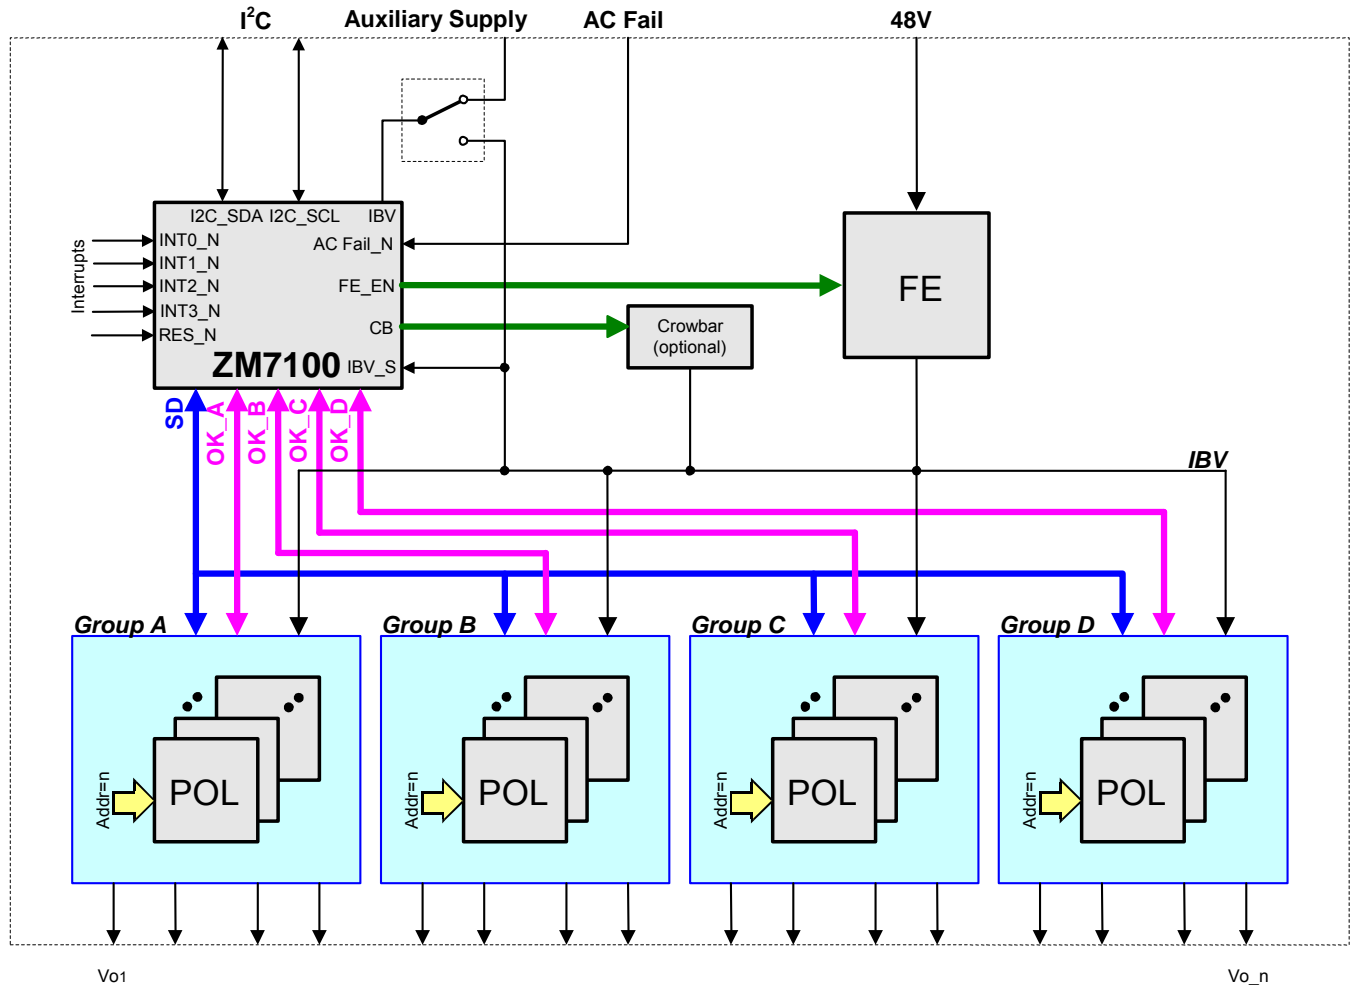 I²C
Auxiliary Supply
AC Fail
48V
I2C_SDA
I2C_SCL
IBV
Interrupts
INT0_N
INT1_N
INT2_N
INT3_N
RES_N
AC Fail_N
FE_EN
CB
IBV_S
ZM7100
FE
Crowbar
(optional)
SD
OK_A
OK_B
OK_C
OK_D
IBV
Group A
Group B
Group C
Group D
Addr=n
POL
Addr=n
POL
Addr=n
POL
Addr=n
POL
Vo1
Vo_n